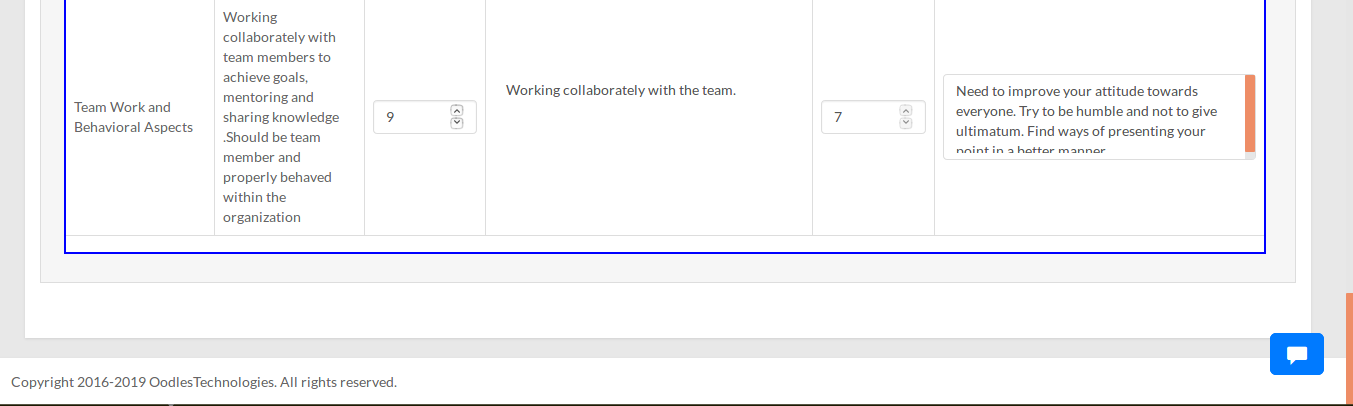 Team Work and
Behavioral Aspects
Working
collaboratively with
team members to
achieve goals,
mentoring and
sharing knowledge
.Should be team
member and
properly behaved
within the
organization
9
Working collaboratively with the team.
7
Need to improve your attitude towards
everyone. Try to be humble and not to give
ultimatum. Find ways of presenting your
point in a better manner
Copyright 2016-2019 OodlesTechnologies. All rights reserved.